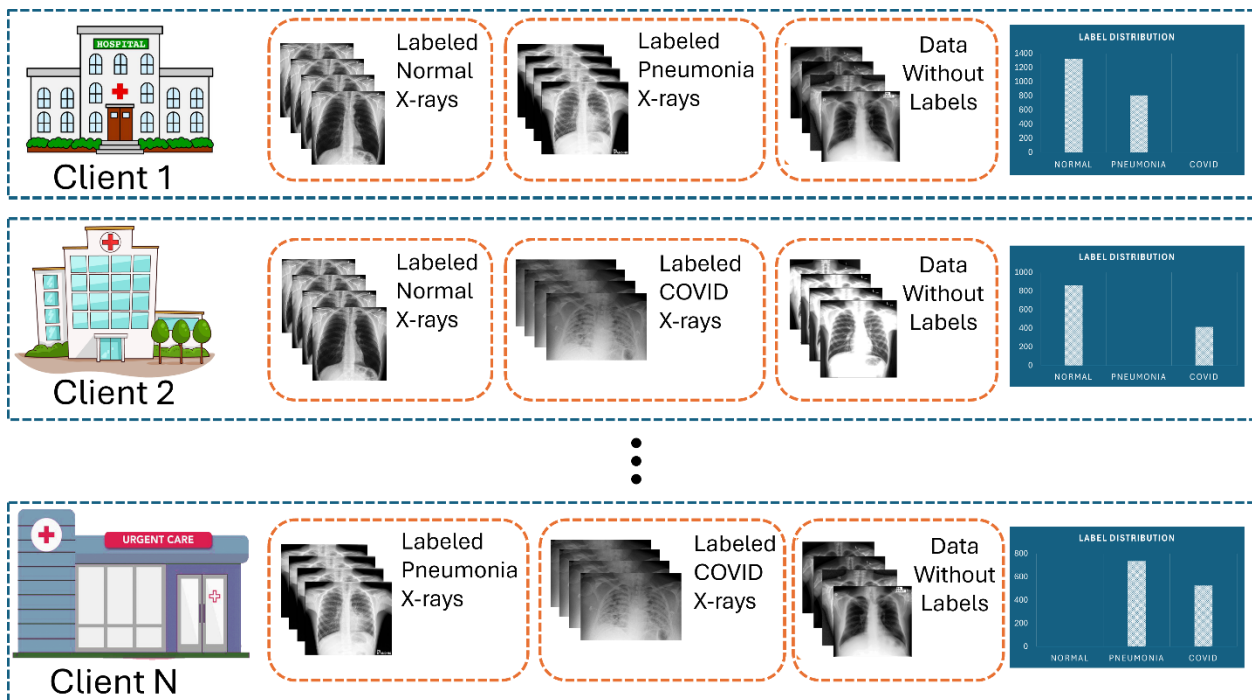 HOSPITAL
Client 1
Labeled
Normal
X-rays
Labeled
Pneumonia
X-rays
Data
Without
Labels
LABEL DISTRIBUTION
1400
1200
1000
800
600
400
200
0
NORMAL PNEUMONIA COVID
Client 2
Labeled
Normal
X-rays
Labeled
COVID
X-rays
Data
Without
Labels
LABEL DISTRIBUTION
1000
800
600
400
200
0
NORMAL PNEUMONIA COVID
URGENT CARE
Client N
Labeled
Pneumonia
X-rays
Labeled
COVID
X-rays
Data
Without
Labels
LABEL DISTRIBUTION
800
600
400
200
0
NORMAL PNEUMONIA COVID